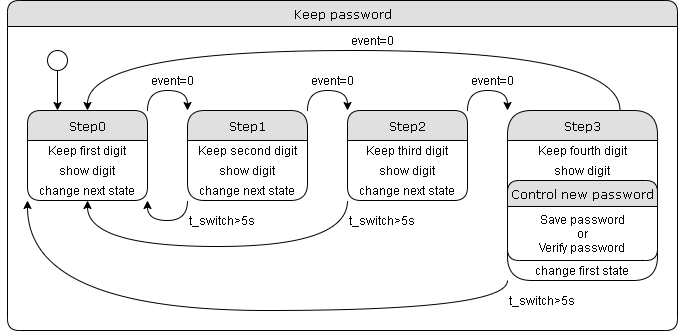 Keep password
event=0
event=0
event=0
event=0
Step0
Step1
Step2
Step3
Keep first digit
show digit
change next state
Keep second digit
show digit
change next state
Keep third digit
show digit
change next state
Keep fourth digit
show digit
Control new password
Save password
or
Verify password
change first state
t_switch>5s
t_switch>5s
t_switch>5s